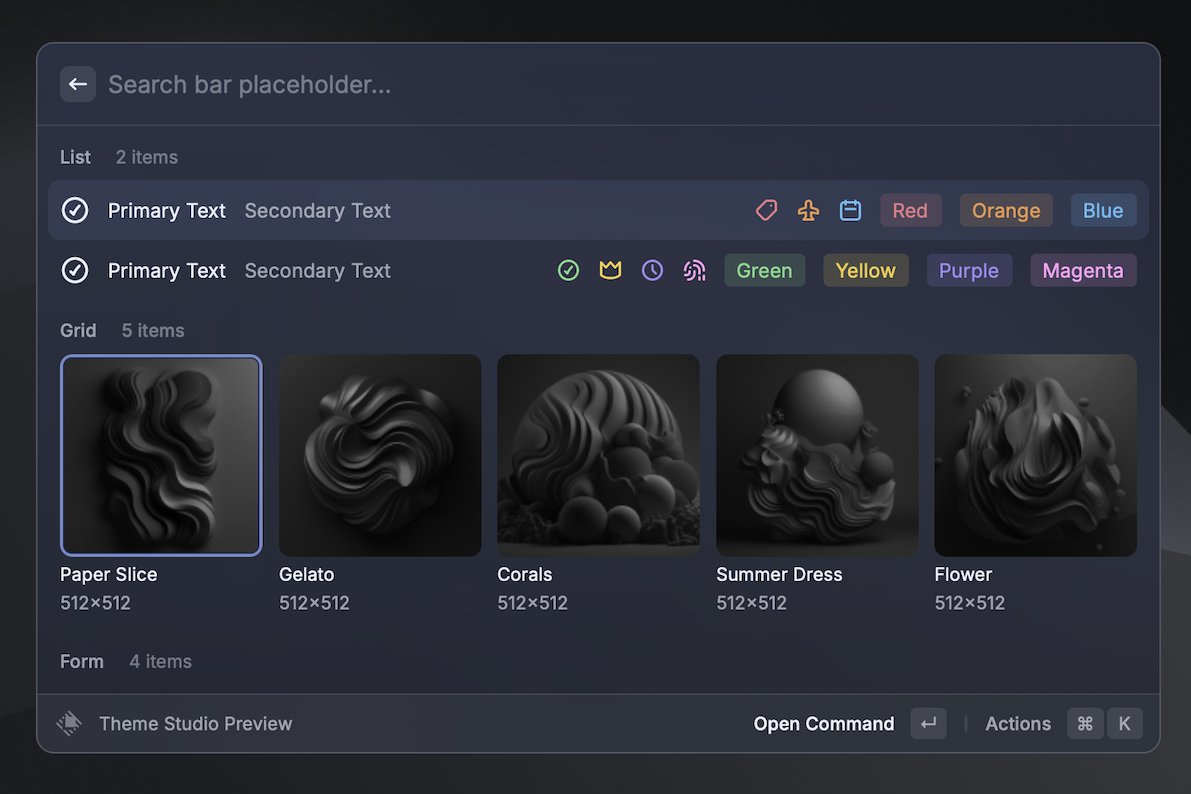 Search bar placeholder...
List 2 items
Primary Text Secondary Text Red Orange Blue
Primary Text Secondary Text Green Yellow Purple Magenta
Grid 5 items
Paper Slice Gelato Corals Summer Dress Flower
512×512 512×512 512×512 512×512 512×512
Form 4 items
Theme Studio Preview Open Command ↵ | Actions ⌘ K